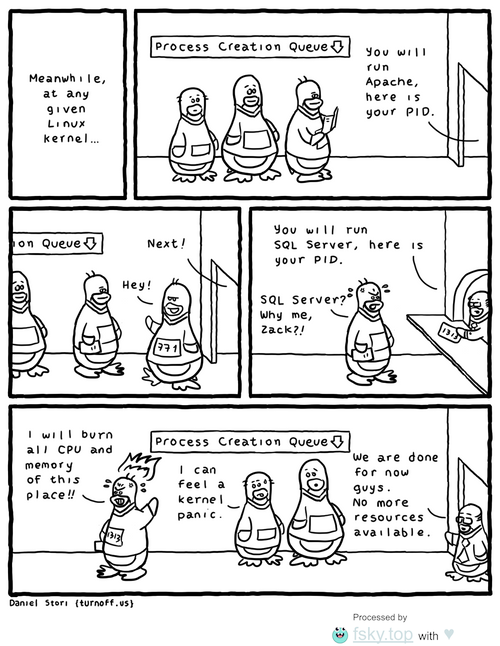 Meanwhile,
at any
given
Linux
kernel...
Process Creation Queue
You will
run
Apache,
here is
your PID.
ion Queue
Next!
Hey!
771
You will run
SQL Server, here is
your PID.
SQL Server?
Why me,
Zack?!
1313
I will burn
all CPU and
memory
of this
place!!
1313
Process Creation Queue
I can
feel a
kernel
panic.
We are done
for now
guys.
No more
resources
available.
Daniel Stori {turnoff.us}
Processed by
fsky.top with